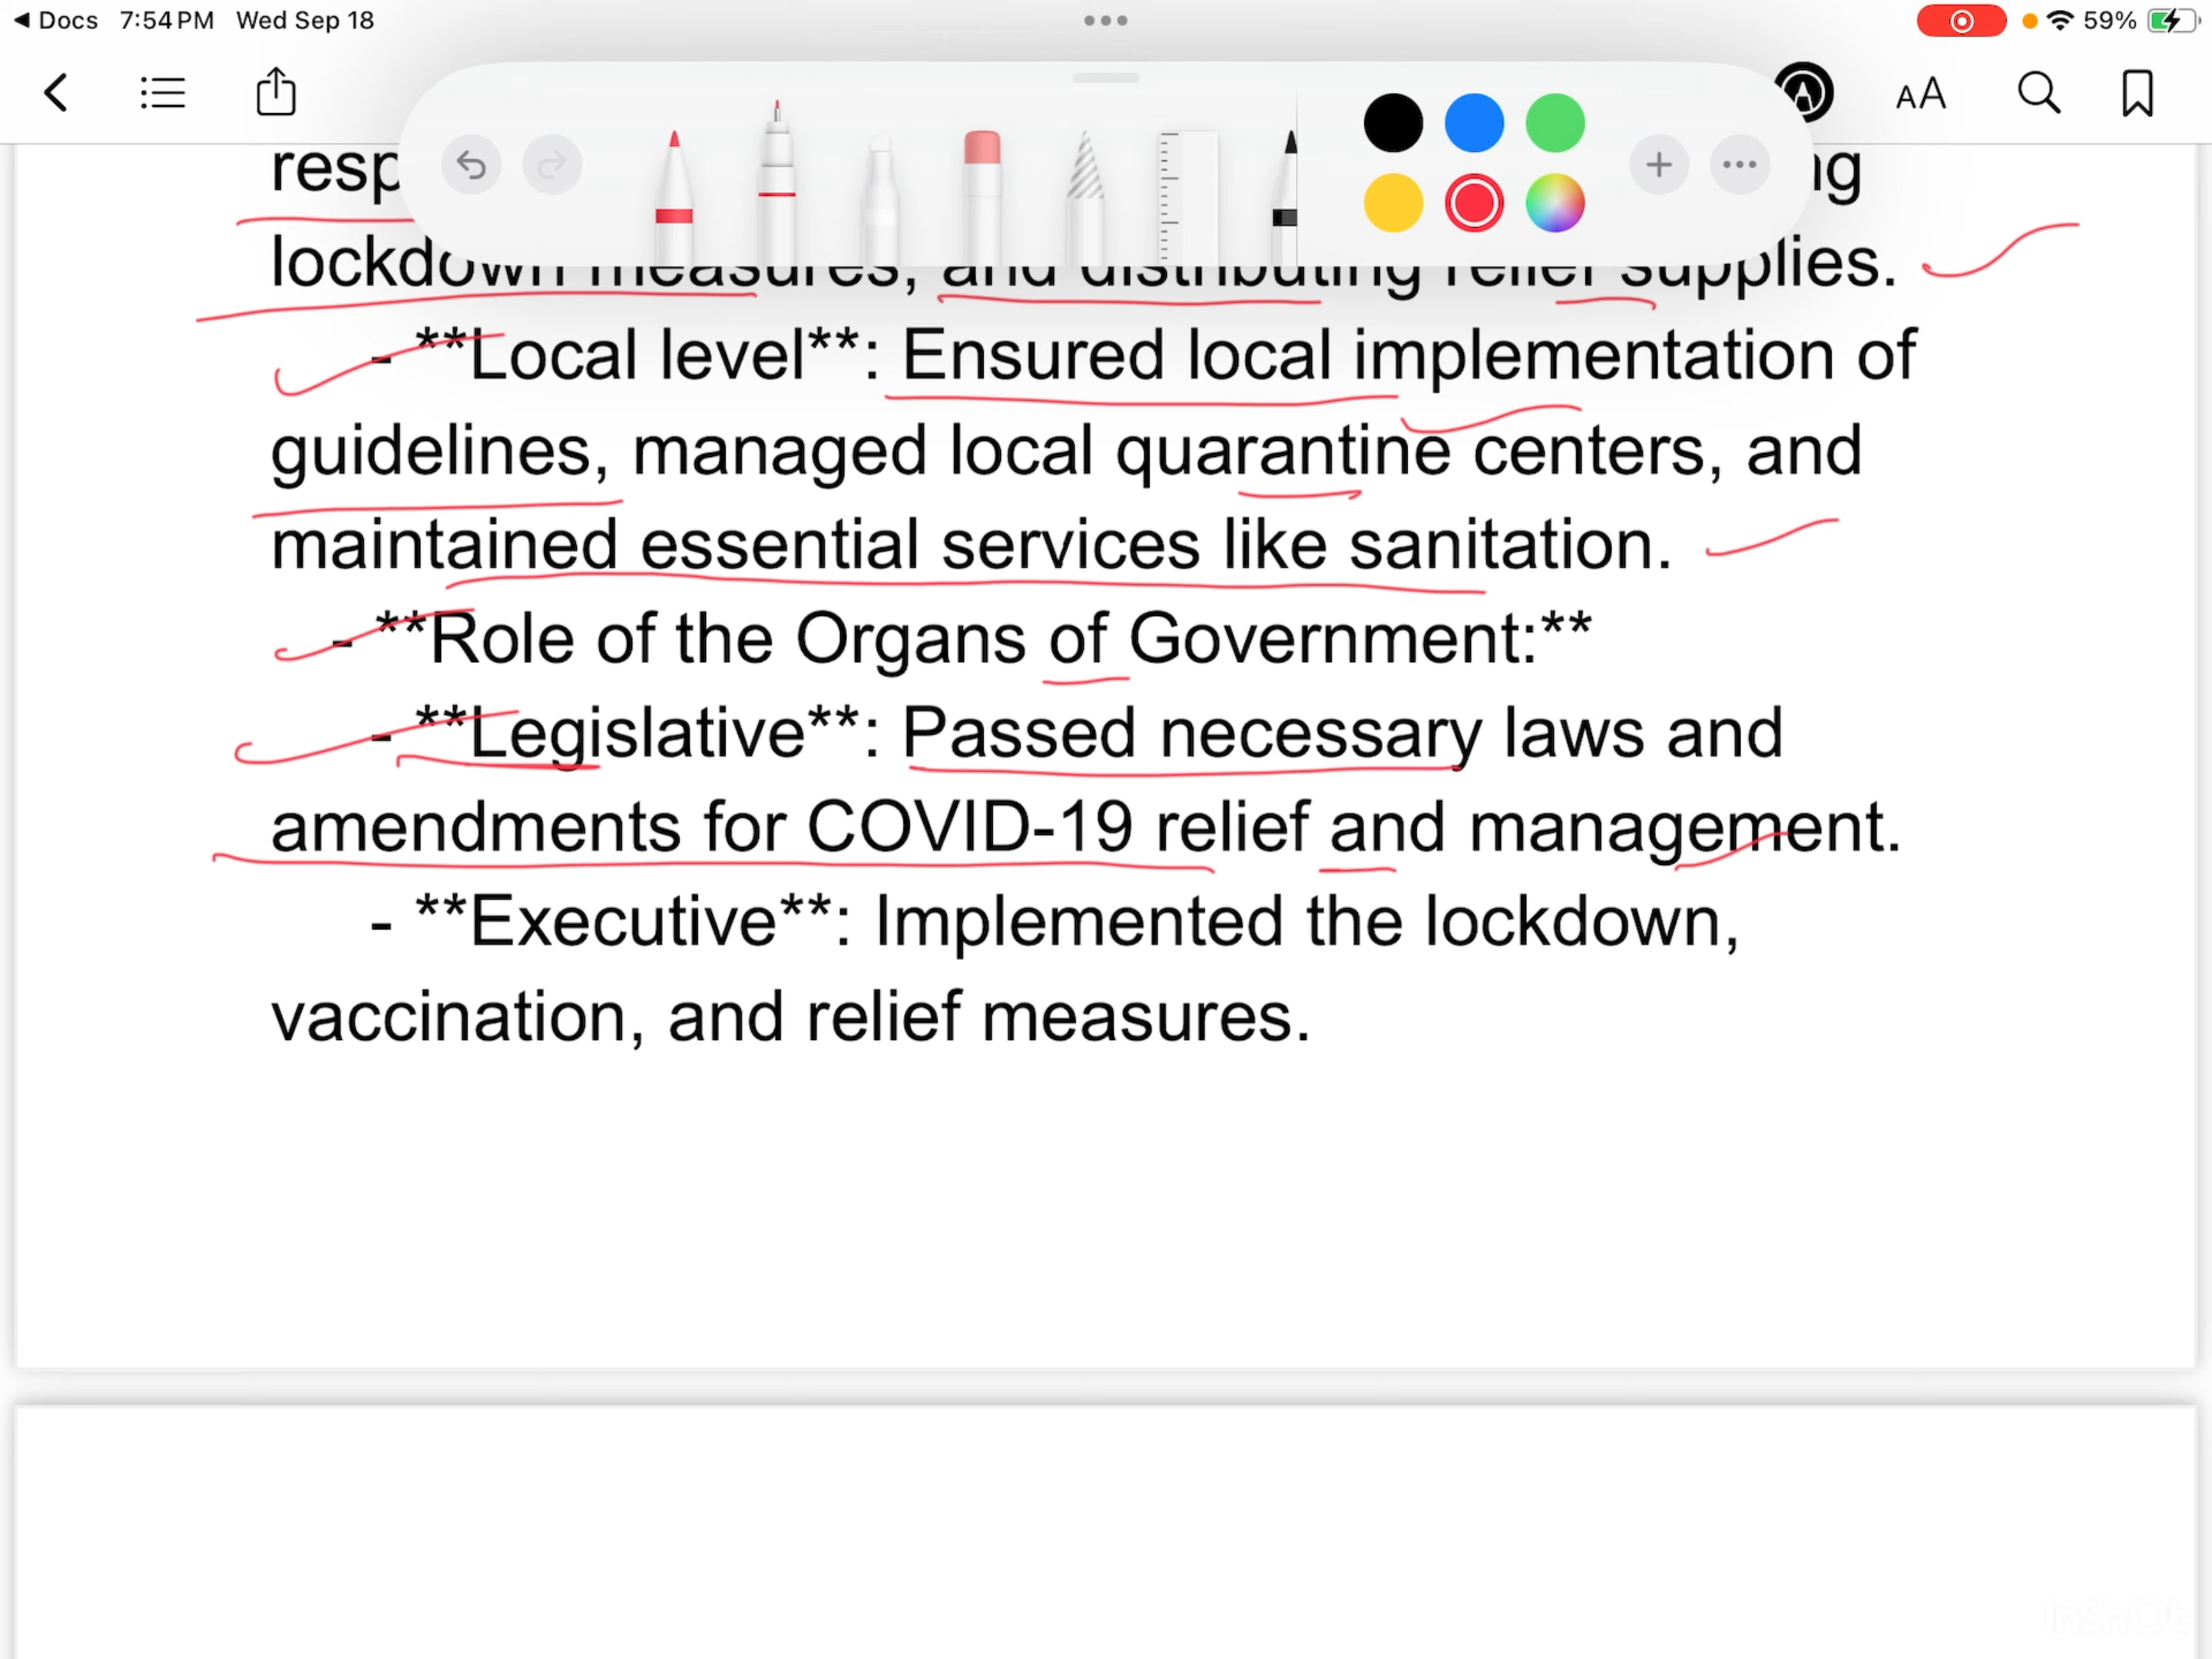 Docs 7:54 PM Wed Sep 18
59%
AA
resp
ng
lockdown measures, and distributing relief supplies.
- **Local level**: Ensured local implementation of
guidelines, managed local quarantine centers, and
maintained essential services like sanitation.
- **Role of the Organs of Government:**
- **Legislative**: Passed necessary laws and
amendments for COVID-19 relief and management.
- **Executive**: Implemented the lockdown,
vaccination, and relief measures.
InShOt